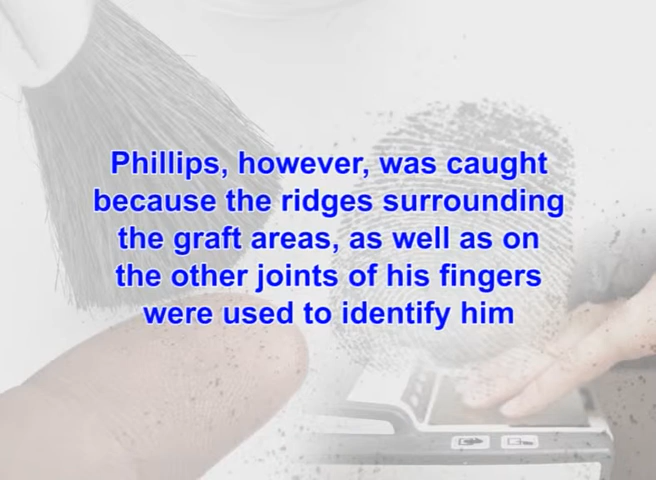 Phillips, however, was caught
because the ridges surrounding
the graft areas, as well as on
the other joints of his fingers
were used to identify him